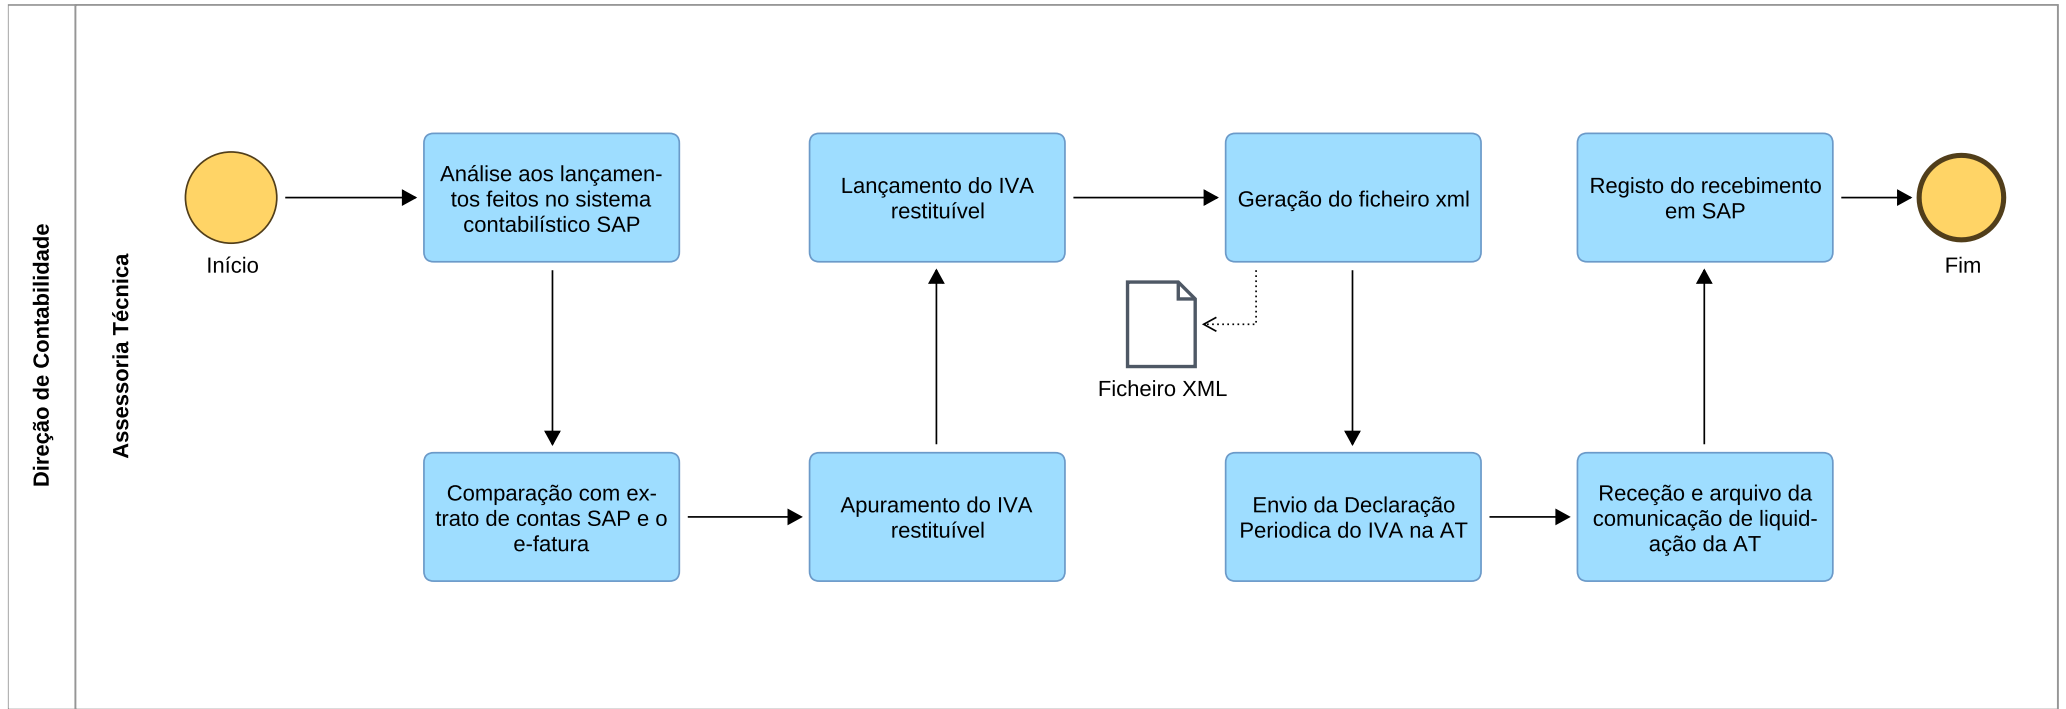 Direção de Contabilidade
Assessoria Técnica
Início
Análise aos lançamen-
tos feitos no sistema
contabilístico SAP
Comparação com ex-
trato de contas SAP e o
e-fatura
Apuramento do IVA
restituível
Lançamento do IVA
restituível
Geração do ficheiro xml
Ficheiro XML
Envio da Declaração
Periodica do IVA na AT
Receção e arquivo da
comunicação de liquid-
ação da AT
Registo do recebimento
em SAP
Fim